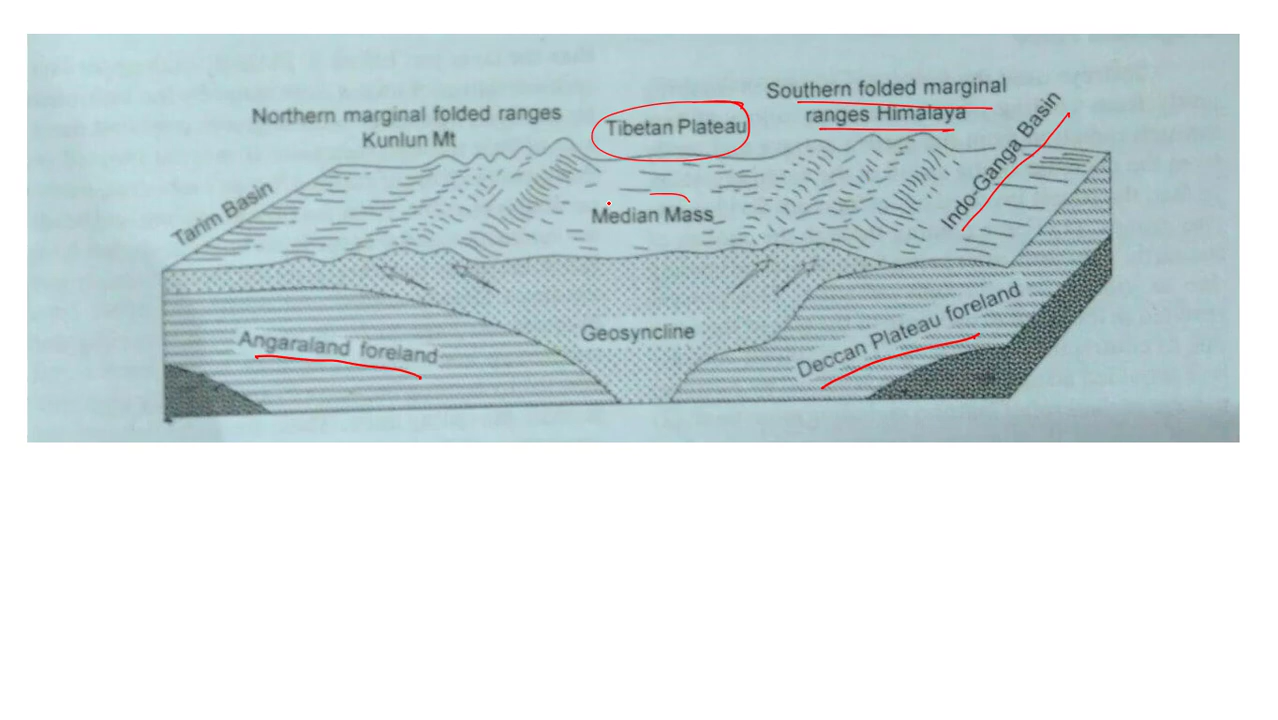 Southern folded marginal
ranges Himalaya
Northern marginal folded ranges
Kunlun Mt
Tibetan Plateau
Indo-Ganga Basin
Tarim Basin
Median Mass
Geosyncline
Angaraland foreland
Deccan Plateau foreland